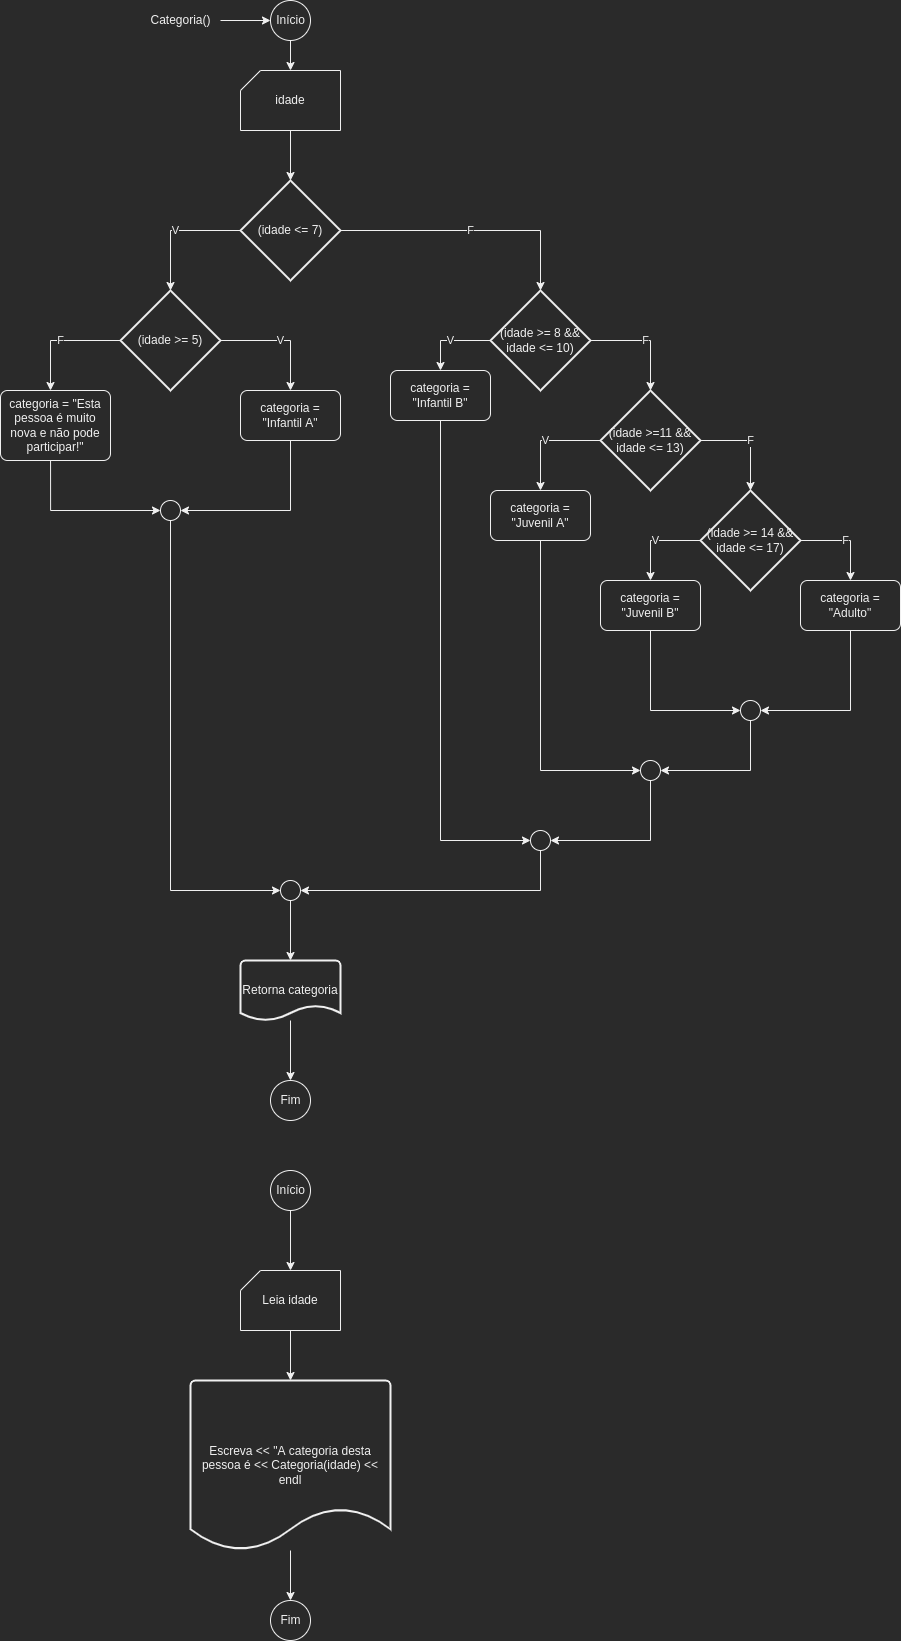 Categoria()
Início
idade
(idade <= 7)
V
F
(idade >= 5)
F
V
(idade >= 8 &&
idade <= 10)
V
F
categoria = "Esta
pessoa é muito
nova e não pode
participar!"
categoria =
"Infantil A"
categoria =
"Infantil B"
(idade >=11 &&
idade <= 13)
V
F
categoria =
"Juvenil A"
(idade >= 14 &&
idade <= 17)
V
F
categoria =
"Juvenil B"
categoria =
"Adulto"
Retorna categoria
Fim
Início
Leia idade
Escreva << "A categoria desta
pessoa é << Categoria(idade) <<
endl
Fim